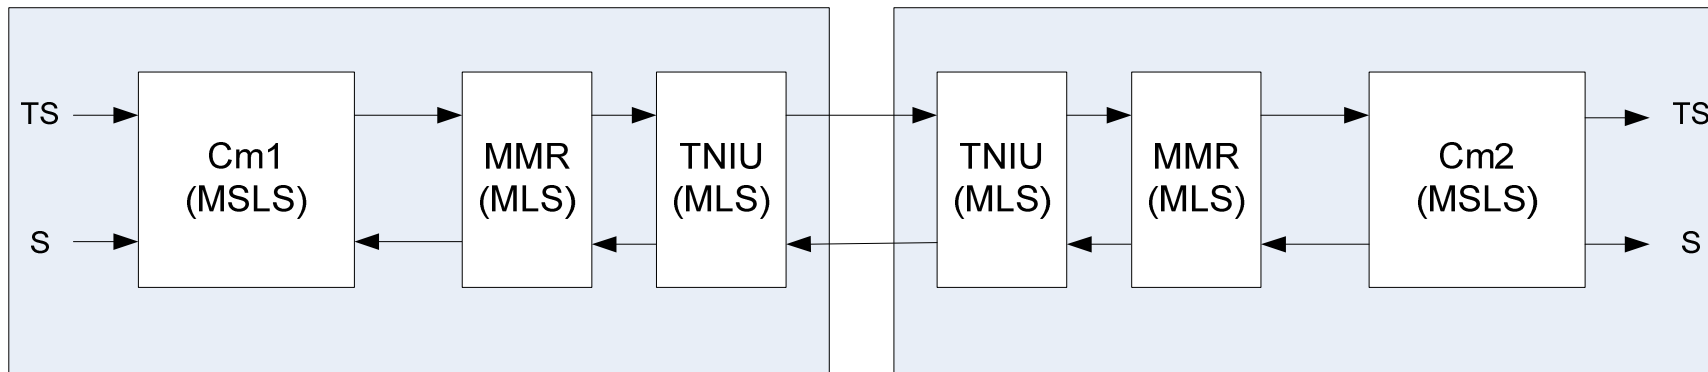 TS
Cm1
(MSLS)
MMR
(MLS)
TNIU
(MLS)
TNIU
(MLS)
MMR
(MLS)
Cm2
(MSLS)
TS
S
S